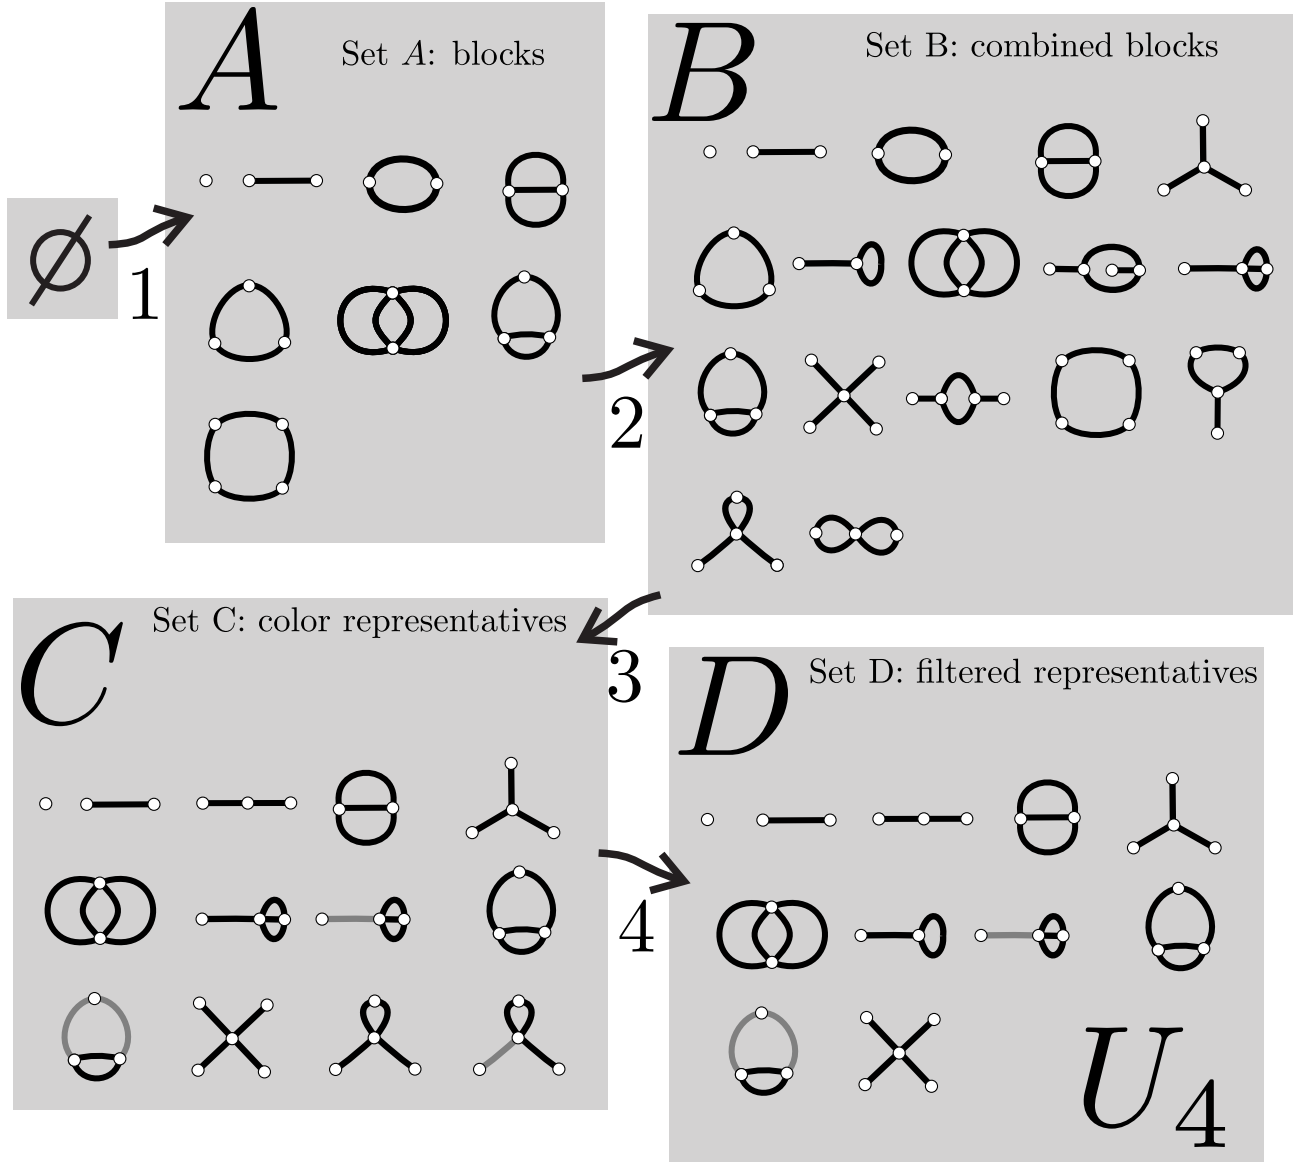 A
Set A: blocks
B
Set B: combined blocks
∅
1
2
3
C
Set C: color representatives
D
Set D: filtered representatives
4
U4